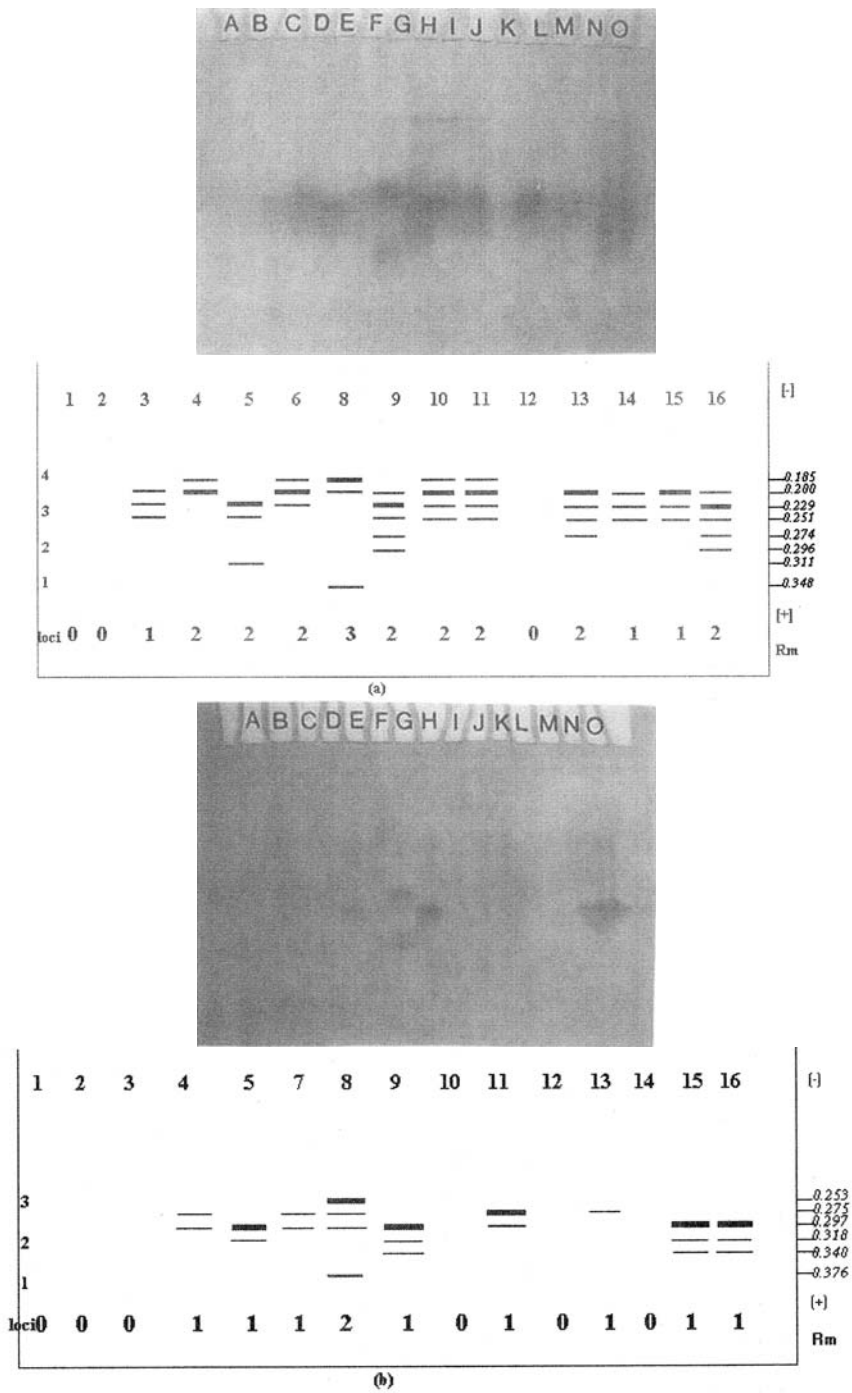 A B C D E F G H I J K L M N O
1 2 3 4 5 6 8 9 10 11 12 13 14 15 16 [-]
4 0.185
0.200
3 0.229
0.251
0.274
2 0.296
0.311
1 0.348
[+]
loci 0 0 1 2 2 2 3 2 2 2 0 2 1 1 2 Rm
(a)
A B C D E F G H I J K L M N O
1 2 3 4 5 7 8 9 10 11 12 13 14 15 16 [-]
3 0.253
0.275
0.297
2 0.318
0.340
1 0.376
[+]
loci 0 0 0 1 1 1 2 1 0 1 0 1 0 1 1 Rm
(b)